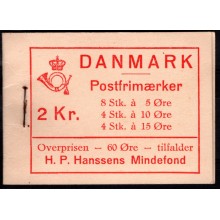 DANMARK
Postfrimærker
8 Stk. à 5 Øre
2 Kr.
4 Stk. à 10 Øre
4 Stk. à 15 Øre
Overprisen — 60 Øre — tilfalder
H. P. Hanssens Mindefond